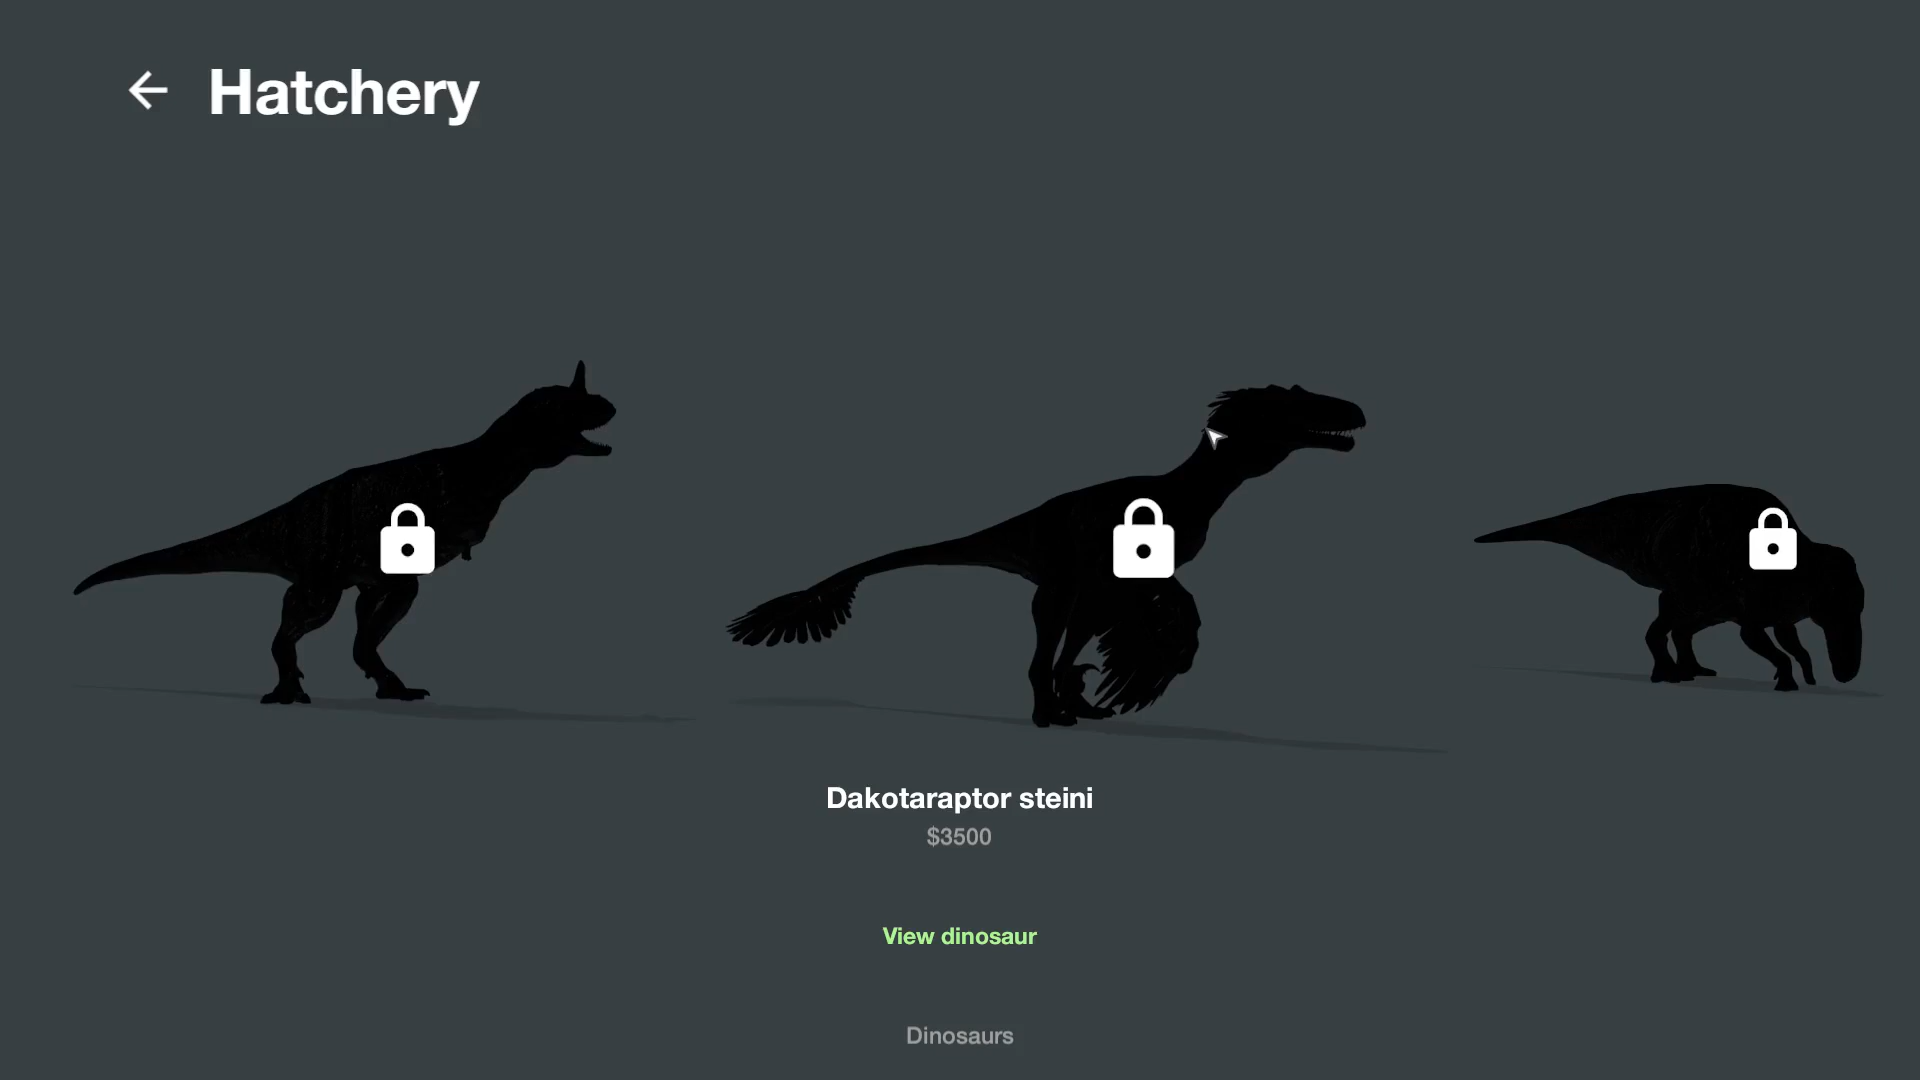 Hatchery
Dakotaraptor steini
$3500
View dinosaur
Dinosaurs